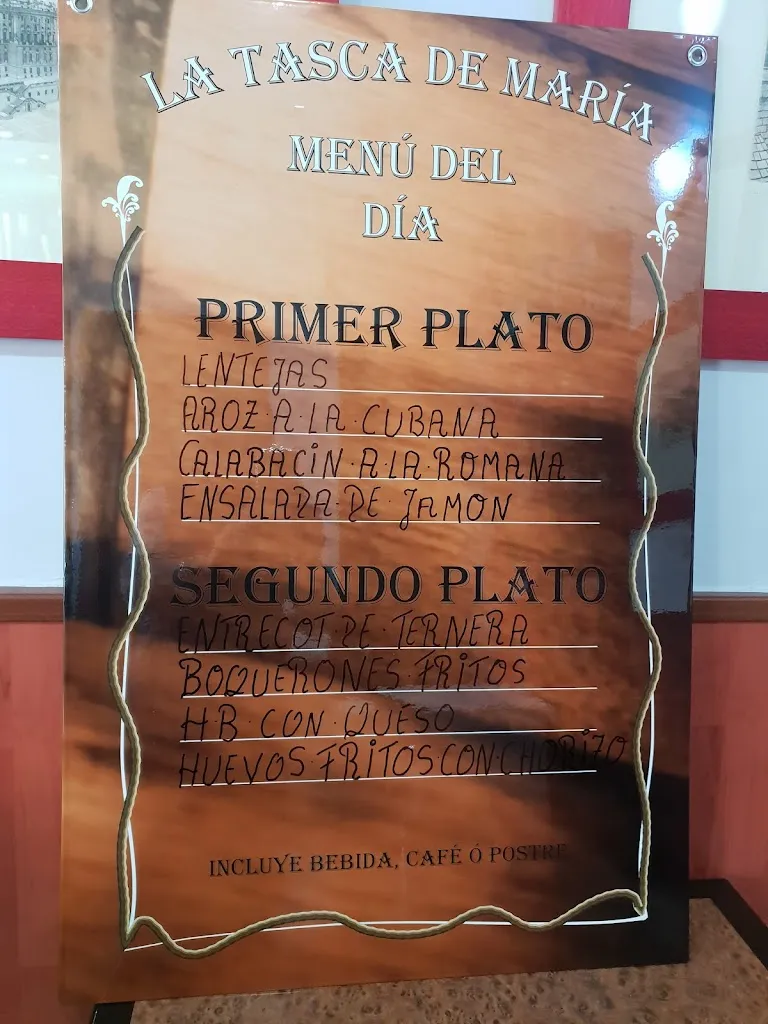 LA TASCA DE MARÍA
MENÚ DEL
DÍA
PRIMER PLATO
LENTEJAS
AROZ·A·LA·CUBANA
CALABACIN·A·LA·ROMANA
ENSALADA·DE·JAMON
SEGUNDO PLATO
ENTRECOT·DE·TERNERA
BOQUERONES·FRITOS
H·B·CON·QUESO
HUEVOS·FRITOS CON·CHORIZO
INCLUYE BEBIDA, CAFÉ Ó POSTRE